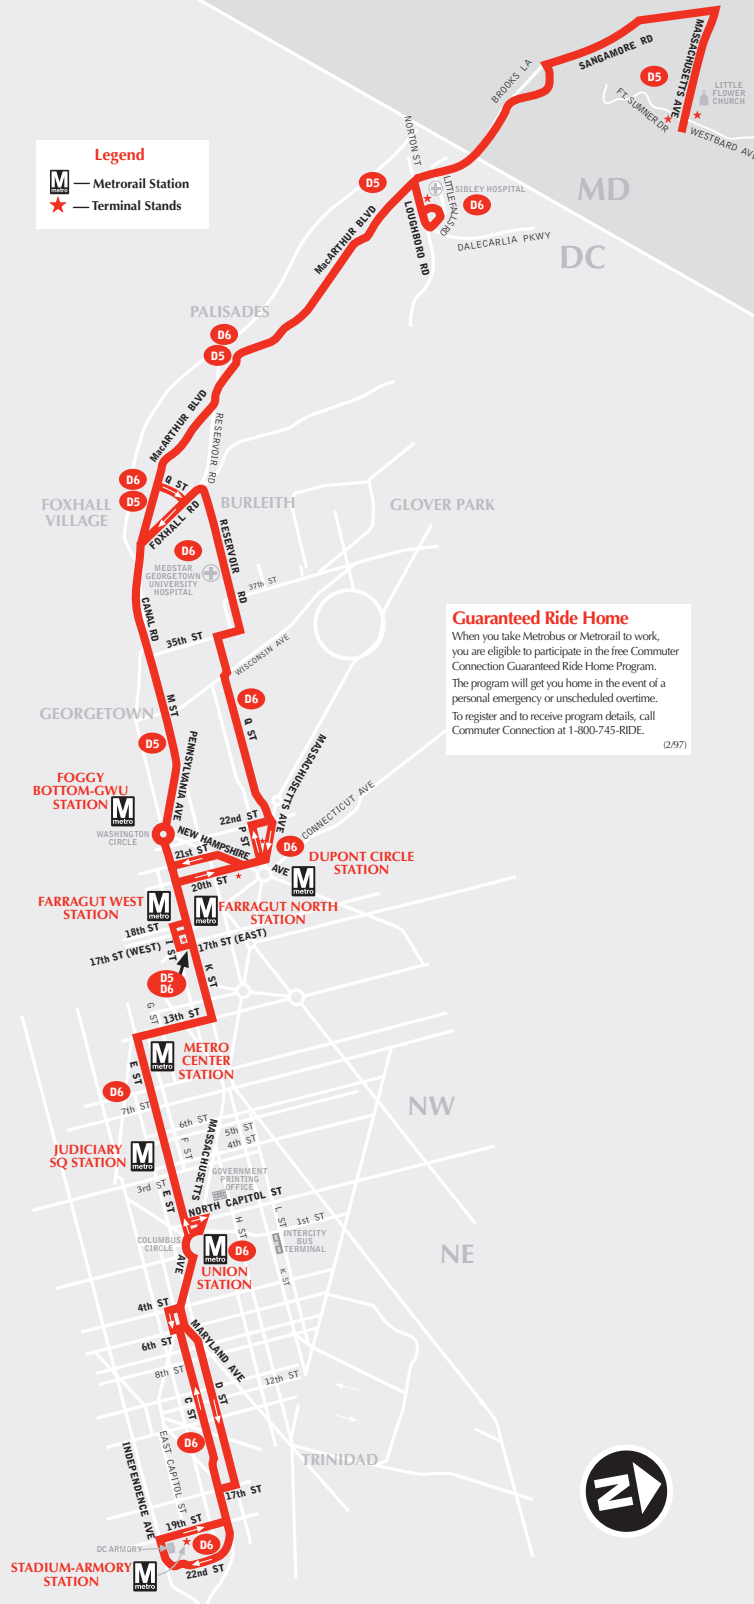 SANGAMORE RD
MASSACHUSETTS AVE
D5
LITTLE
FLOWER
CHURCH
BROOKS LA
FT. SUMNER DR
WESTBARD AVE
NORTON ST
Legend
M
metro
— Metrorail Station
— Terminal Stands
D5
SIBLEY HOSPITAL
LITTLE FALLS RD
D6
MD
MacARTHUR BLVD
LOUGHBORO RD
DALECARLIA PKWY
DC
PALISADES
D6
D5
MacARTHUR BLVD
RESERVOIR RD
D6
D5
Q ST
FOXHALL
VILLAGE
BURLEITH
GLOVER PARK
FOXHALL RD
RESERVOIR
RD
D6
MEDSTAR
GEORGETOWN
UNIVERSITY
HOSPITAL
37th ST
CANAL RD
35th ST
WISCONSIN AVE
Guaranteed Ride Home
When you take Metrobus or Metrorail to work,
you are eligible to participate in the free Commuter
Connection Guaranteed Ride Home Program.
The program will get you home in the event of a
personal emergency or unscheduled overtime.
To register and to receive program details, call
Commuter Connection at 1-800-745-RIDE.
(2/97)
D6
M ST
GEORGETOWN
Q ST
D5
PENNSYLVANIA AVE
MASSACHUSETTS AVE
FOGGY
BOTTOM-GWU
STATION
M
metro
CONNECTICUT AVE
22nd ST
P ST
WASHINGTON
CIRCLE
NEW HAMPSHIRE
AVE
21st ST
D6
DUPONT CIRCLE
STATION
M
metro
20th ST
FARRAGUT WEST
STATION
M
metro
M
metro
FARRAGUT NORTH
STATION
18th ST
17th ST (WEST)
I ST
17th ST (EAST)
D5
D6
K ST
G ST
13th ST
M
metro
METRO
CENTER
STATION
E ST
D6
7th ST
NW
6th ST
MASSACHUSETTS
5th ST
4th ST
F ST
JUDICIARY
SQ STATION
M
metro
GOVERNMENT
PRINTING
OFFICE
3rd ST
E ST
NORTH CAPITOL ST
H ST
L ST
1st ST
COLUMBUS
CIRCLE
M
metro
D6
INTERCITY
BUS
TERMINAL
NE
AVE
UNION
STATION
K ST
4th ST
6th ST
MARYLAND AVE
8th ST
12th ST
C ST
D ST
D6
EAST CAPITOL ST
INDEPENDENCE AVE
TRINIDAD
17th ST
N
19th ST
DC ARMORY
D6
STADIUM-ARMORY
STATION
M
metro
22nd ST